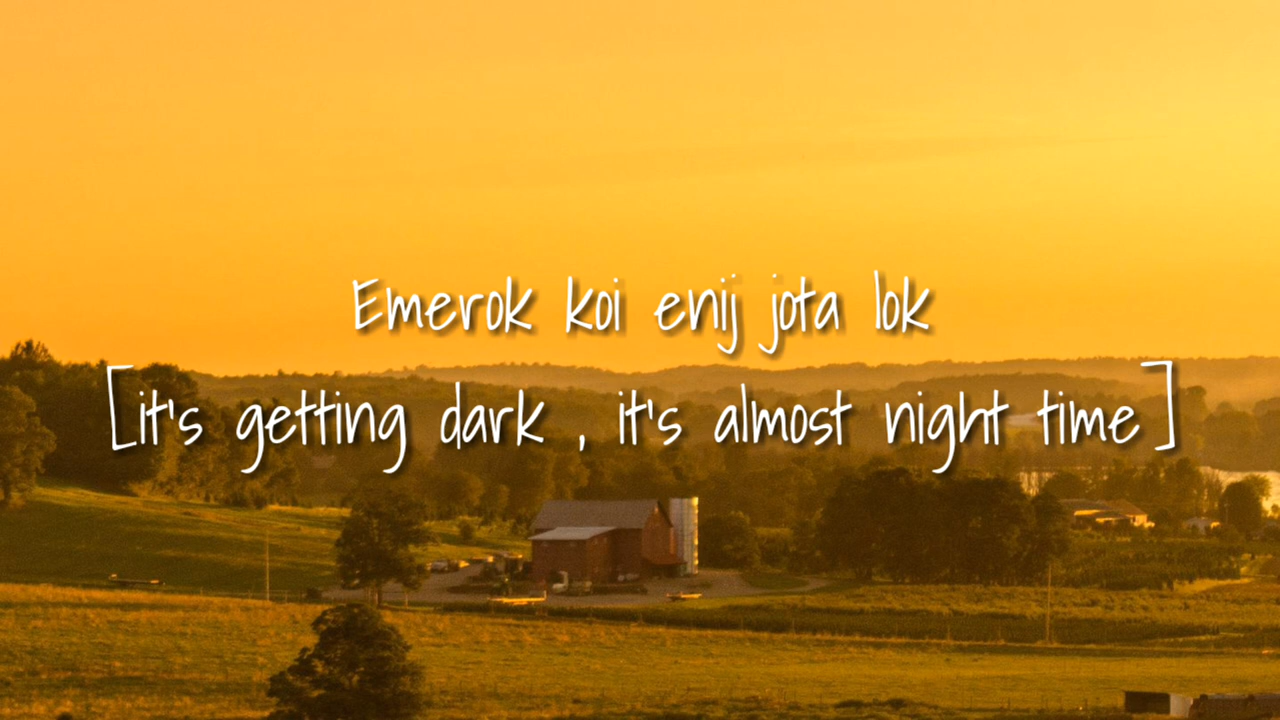 Emerok koi enij jota lok
[it's getting dark , it's almost night time]